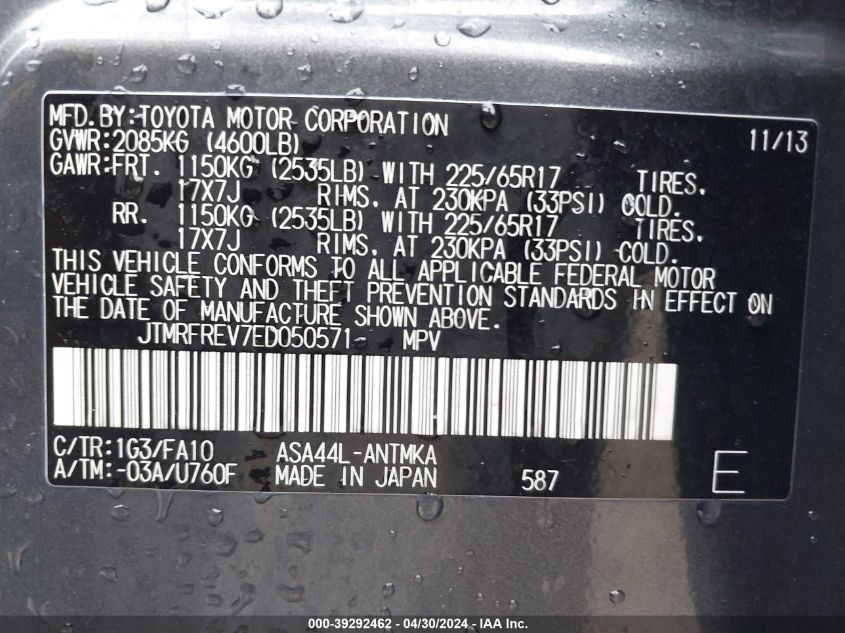 MFD.BY:TOYOTA MOTOR CORPORATION 11/13
GVWR:2085KG (4600LB)
GAWR:FRT. 1150KG (2535LB) WITH 225/65R17 TIRES,
17X7J RIMS, AT 230KPA (33PSI) COLD.
RR. 1150KG (2535LB) WITH 225/65R17 TIRES,
17X7J RIMS, AT 230KPA (33PSI) COLD.
THIS VEHICLE CONFORMS TO ALL APPLICABLE FEDERAL MOTOR
VEHICLE SAFETY AND THEFT PREVENTION STANDARDS IN EFFECT ON
THE DATE OF MANUFACTURE SHOWN ABOVE.
JTMRFREV7ED050571 MPV
C/TR:1G3/FA10 ASA44L-ANTMKA
A/TM:-03A/U760F MADE IN JAPAN 587 E
000-39292462 - 04/30/2024 - IAA Inc.